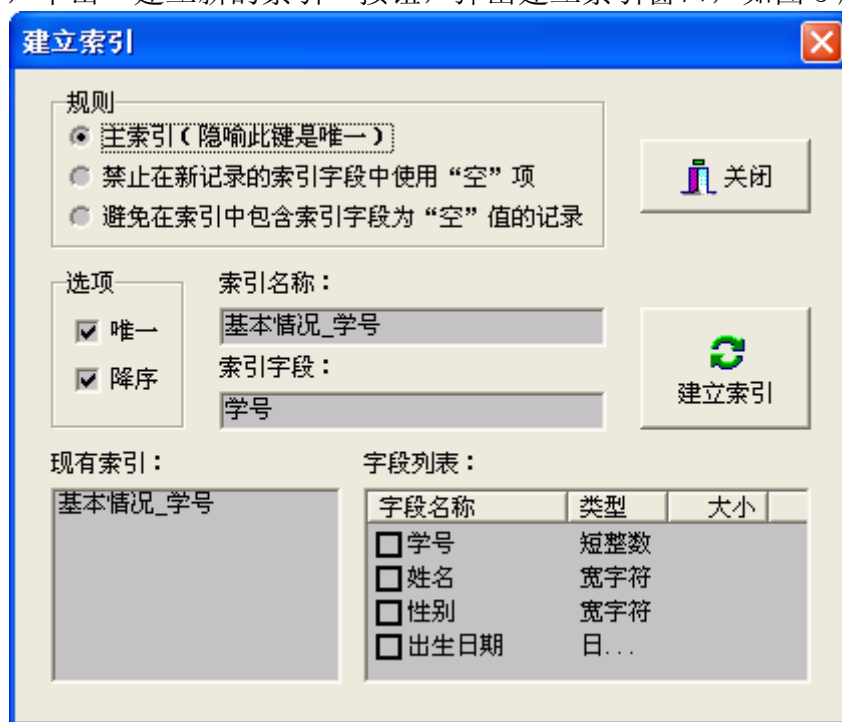 建立索引
规则
主索引(隐喻此键是唯一)
禁止在新记录的索引字段中使用“空”项
避免在索引中包含索引字段为“空”值的记录
关闭
选项
唯一
降序
索引名称：
基本情况_学号
索引字段：
学号
建立索引
现有索引：
基本情况_学号
字段列表：
字段名称 类型 大小
学号 短整数
姓名 宽字符
性别 宽字符
出生日期 日...